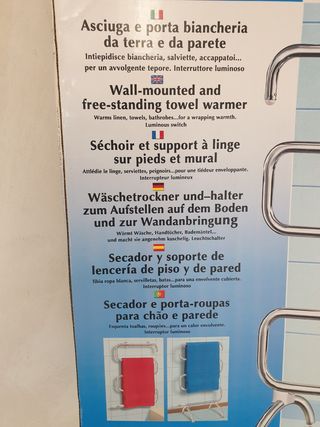 Asciuga e porta biancheria
da terra e da parete
Intiepidisce biancheria, salviette, accappatoi...
per un avvolgente tepore. Interruttore luminoso
Wall-mounted and
free-standing towel warmer
Warms linen, towels, bathrobes...for a wrapping warmth.
Luminous switch
Séchoir et support à linge
sur pieds et mural
Attiédie le linge, serviettes, peignoirs...pour une tiédeur enveloppante.
Interrupteur lumineux
Wäschetrockner und–halter
zum Aufstellen auf dem Boden
und zur Wandanbringung
Wärmt Wäsche, Handtücher, Bademäntel...
und macht sie angenehm kuschelig. Leuchtschalter
Secador y soporte de
lencería de piso y de pared
Tibia ropa blanca, servilletas, batas...para una envolvente cubierta.
Interruptor luminoso
Secador e porta-roupas
para chão e parede
toalhas, roupões...para um calor envolvente.
Interruptor luminoso